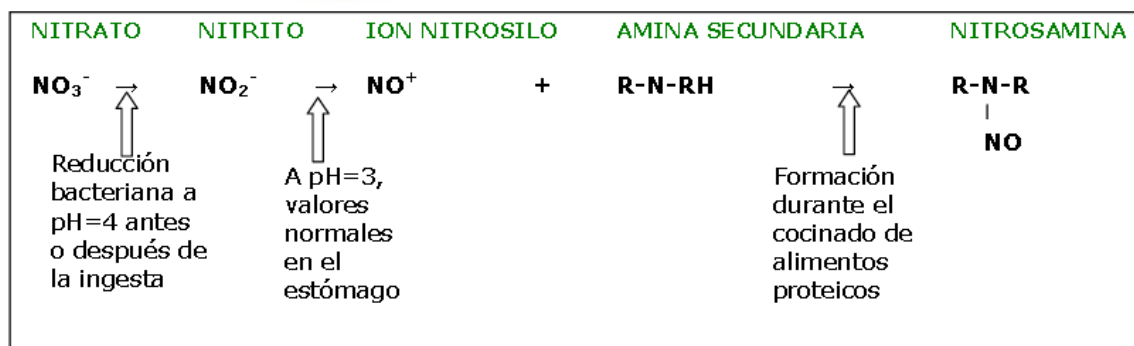 NITRATO NITRITO ION NITROSILO AMINA SECUNDARIA NITROSAMINA
NO₃⁻ → NO₂⁻ → NO⁺ + R-N-RH → R-N-R
|
NO
Reducción
bacteriana a
pH=4 antes
o después de
la ingesta
A pH=3,
valores
normales
en el
estómago
Formación
durante el
cocinado de
alimentos
proteicos